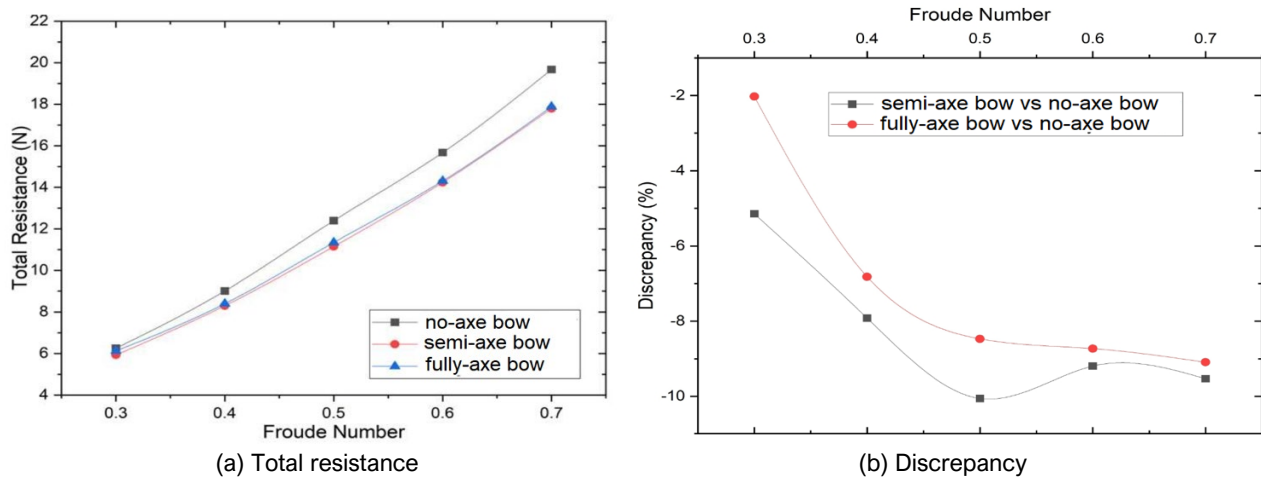 22
20
18
16
14
12
10
8
6
4
Total Resistance (N)
no-axe bow
semi-axe bow
fully-axe bow
0.3 0.4 0.5 0.6 0.7
Froude Number
(a) Total resistance
Froude Number
0.3 0.4 0.5 0.6 0.7
-2
-4
-6
-8
-10
Discrepancy (%)
semi-axe bow vs no-axe bow
fully-axe bow vs no-axe bow
(b) Discrepancy